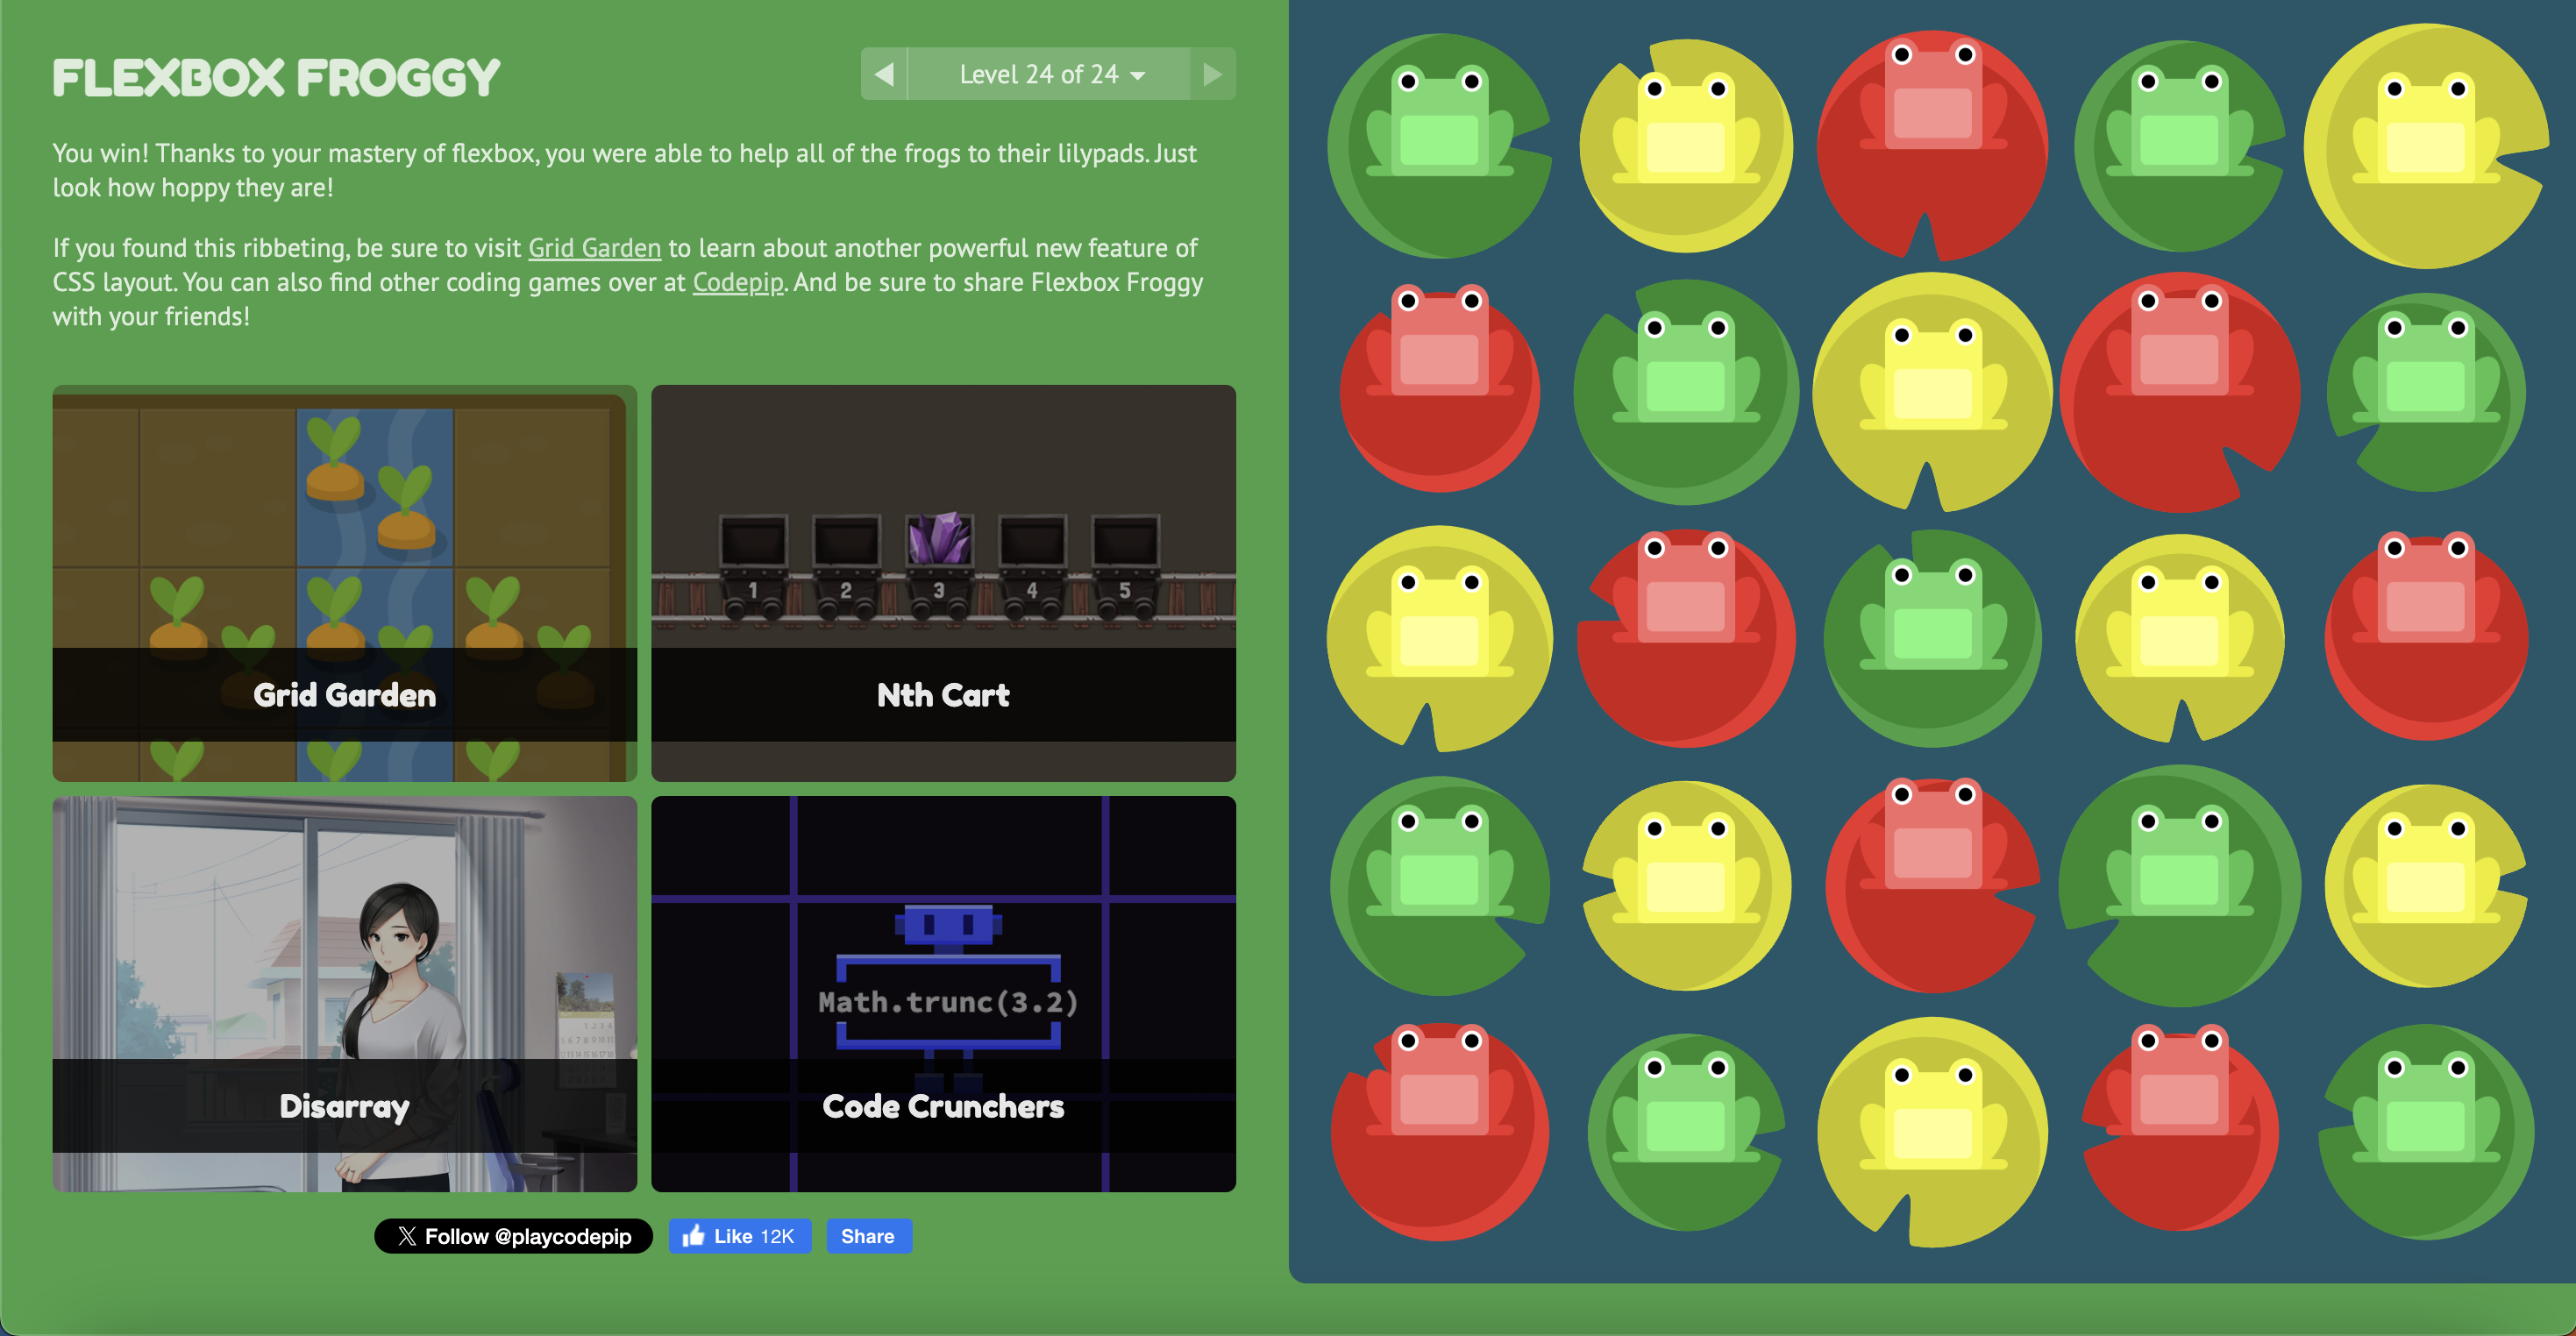 FLEXBOX FROGGY
Level 24 of 24
You win! Thanks to your mastery of flexbox, you were able to help all of the frogs to their lilypads. Just
look how hoppy they are!
If you found this ribbeting, be sure to visit Grid Garden to learn about another powerful new feature of
CSS layout. You can also find other coding games over at Codepip. And be sure to share Flexbox Froggy
with your friends!
1 2 3 4 5
Grid Garden
Nth Cart
Math.trunc(3.2)
Disarray
Code Crunchers
Follow @playcodepip
Like 12K
Share